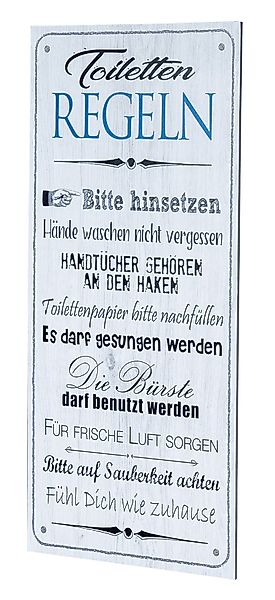 Toiletten
REGELN
Bitte hinsetzen
Hände waschen nicht vergessen
HANDTÜCHER GEHÖREN
AN DEN HAKEN
Toilettenpapier bitte nachfüllen
Es darf gesungen werden
Die Bürste
darf benutzt werden
FÜR FRISCHE LUFT SORGEN
Bitte auf Sauberkeit achten
Fühl Dich wie zuhause